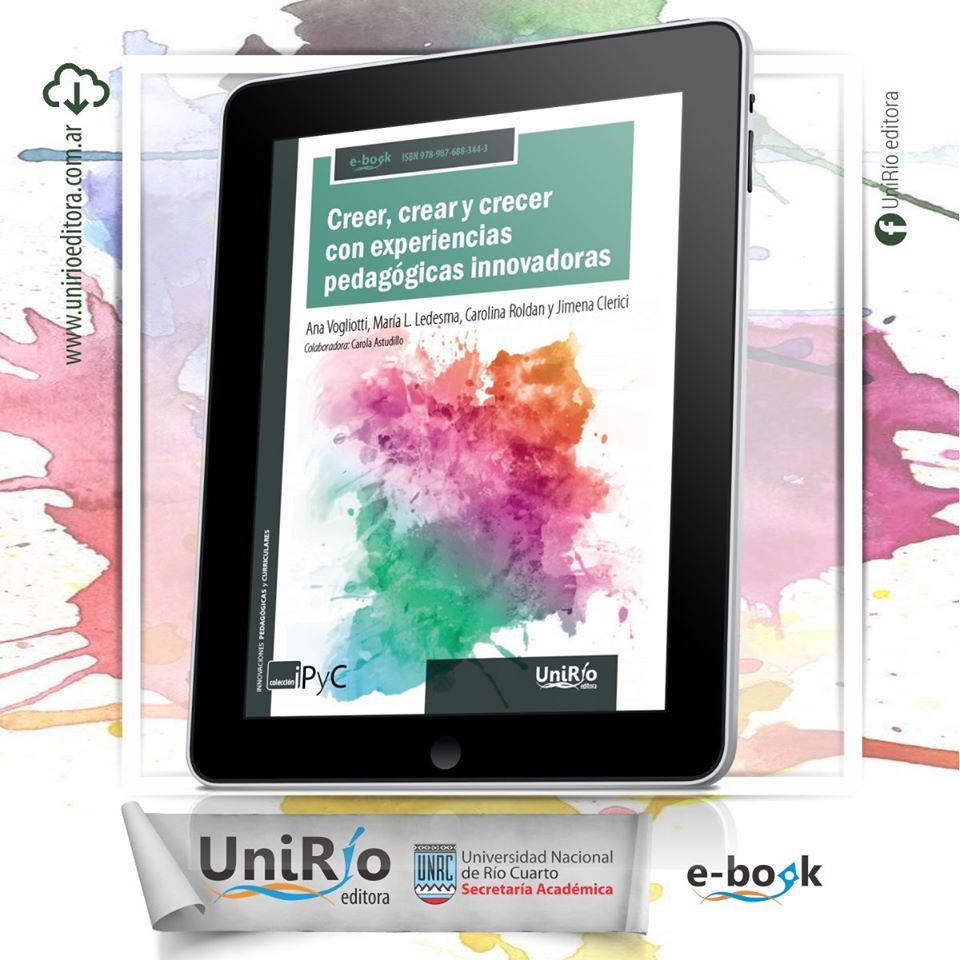 www.unirioeditora.com.ar
UniRío editora
e-book ISBN 978-987-688-344-3
Creer, crear y crecer
con experiencias
pedagógicas innovadoras
Ana Vogliotti, María L. Ledesma, Carolina Roldan y Jimena Clerici
Colaboradora: Carola Astudillo
INNOVACIONES PEDAGÓGICAS y CURRICULARES
colección iPyC
UniRío
editora
UniRío
editora
UNRC
Universidad Nacional
de Río Cuarto
Secretaría Académica
e-book